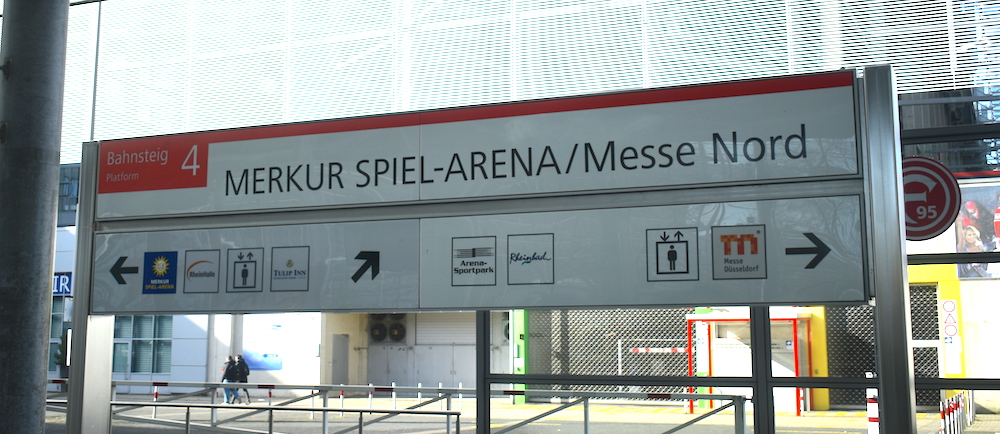 Bahnsteig 4
Platform
MERKUR SPIEL-ARENA/Messe Nord
MERKUR
SPIEL-ARENA
Rheinhalle
TULIP INN
Arena-
Sportpark
Rheinbad
Messe
Düsseldorf
F
95